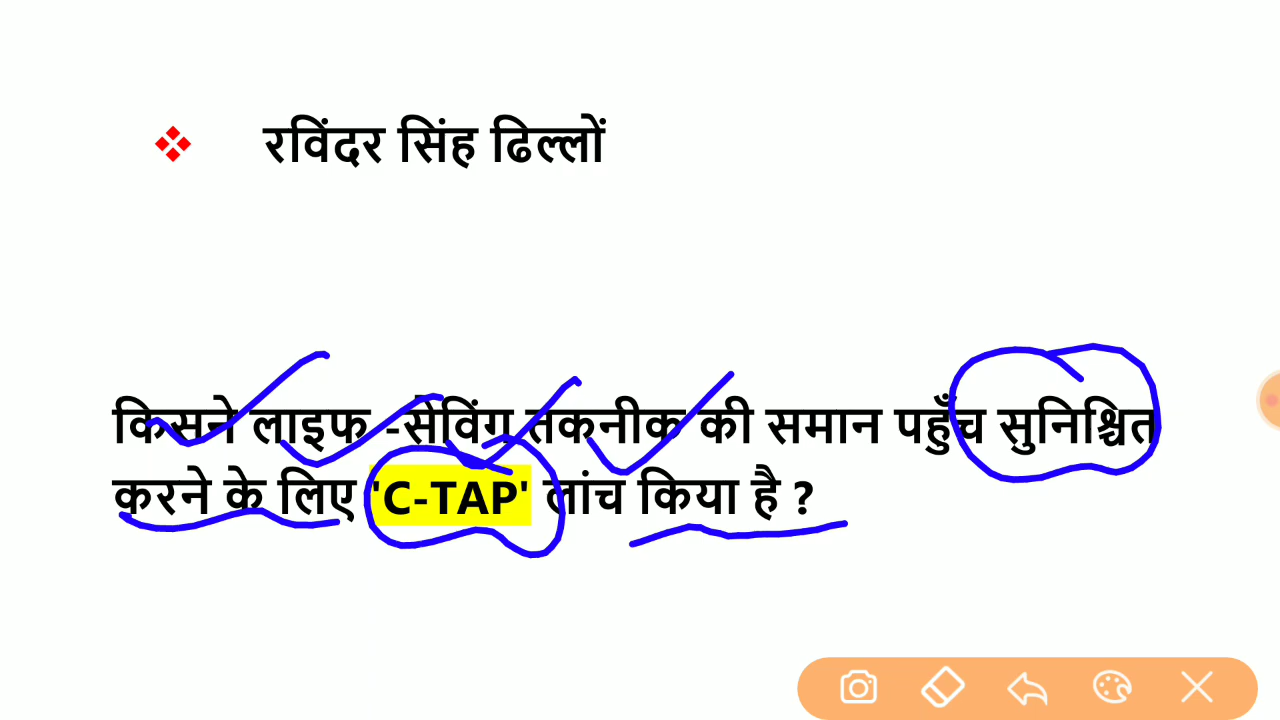 रविंदर सिंह ढिल्लों
किसने लाइफ -सेविंग तकनीक की समान पहुँच सुनिश्चित
करने के लिए 'C-TAP' लांच किया है ?